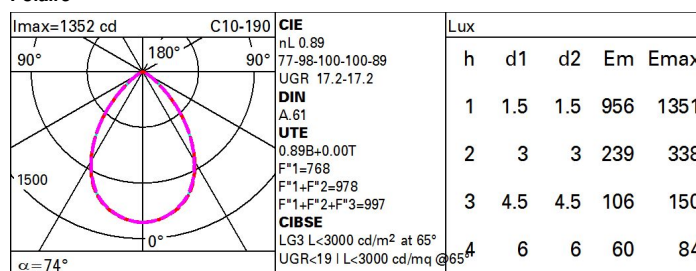 Imax=1352 cd C10-190
90° 180° 90°
1500
0°
α=74°
CIE
nL 0.89
77-98-100-100-89
UGR 17.2-17.2
DIN
A.61
UTE
0.89B+0.00T
F"1=768
F"1+F"2=978
F"1+F"2+F"3=997
CIBSE
LG3 L<3000 cd/m² at 65°
UGR<19 | L<3000 cd/mq @65°
Lux
h d1 d2 Em Emax
1 1.5 1.5 956 1351
2 3 3 239 338
3 4.5 4.5 106 150
4 6 6 60 84